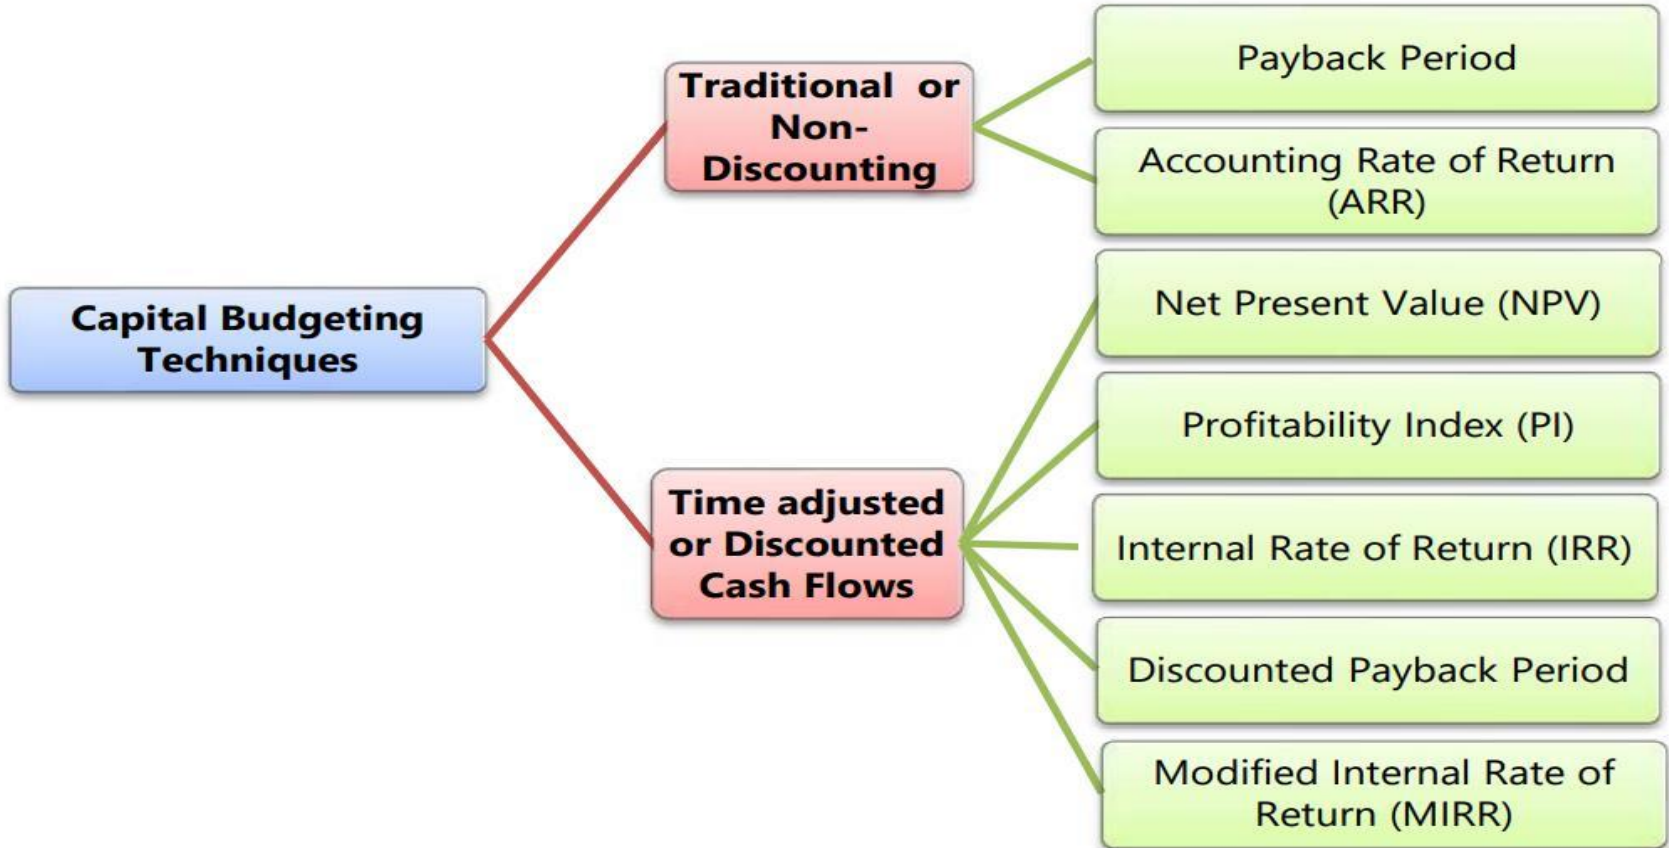 Capital Budgeting
Techniques
Traditional or
Non-
Discounting
Payback Period
Accounting Rate of Return
(ARR)
Time adjusted
or Discounted
Cash Flows
Net Present Value (NPV)
Profitability Index (PI)
Internal Rate of Return (IRR)
Discounted Payback Period
Modified Internal Rate of
Return (MIRR)